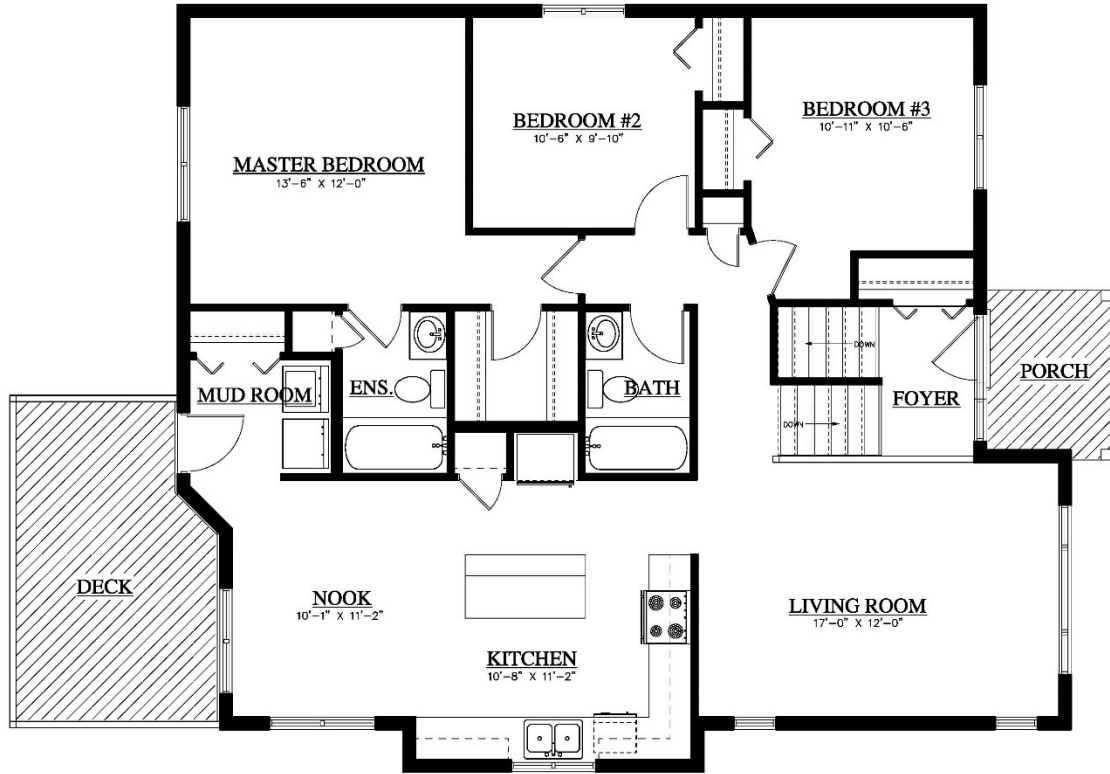 BEDROOM #2
10'-6" X 9'-10"
BEDROOM #3
10'-11" X 10'-6"
MASTER BEDROOM
13'-6" X 12'-0"
DOWN
PORCH
MUD ROOM
ENS.
BATH
FOYER
DOWN
DECK
NOOK
10'-1" X 11'-2"
LIVING ROOM
17'-0" X 12'-0"
KITCHEN
10'-8" X 11'-2"